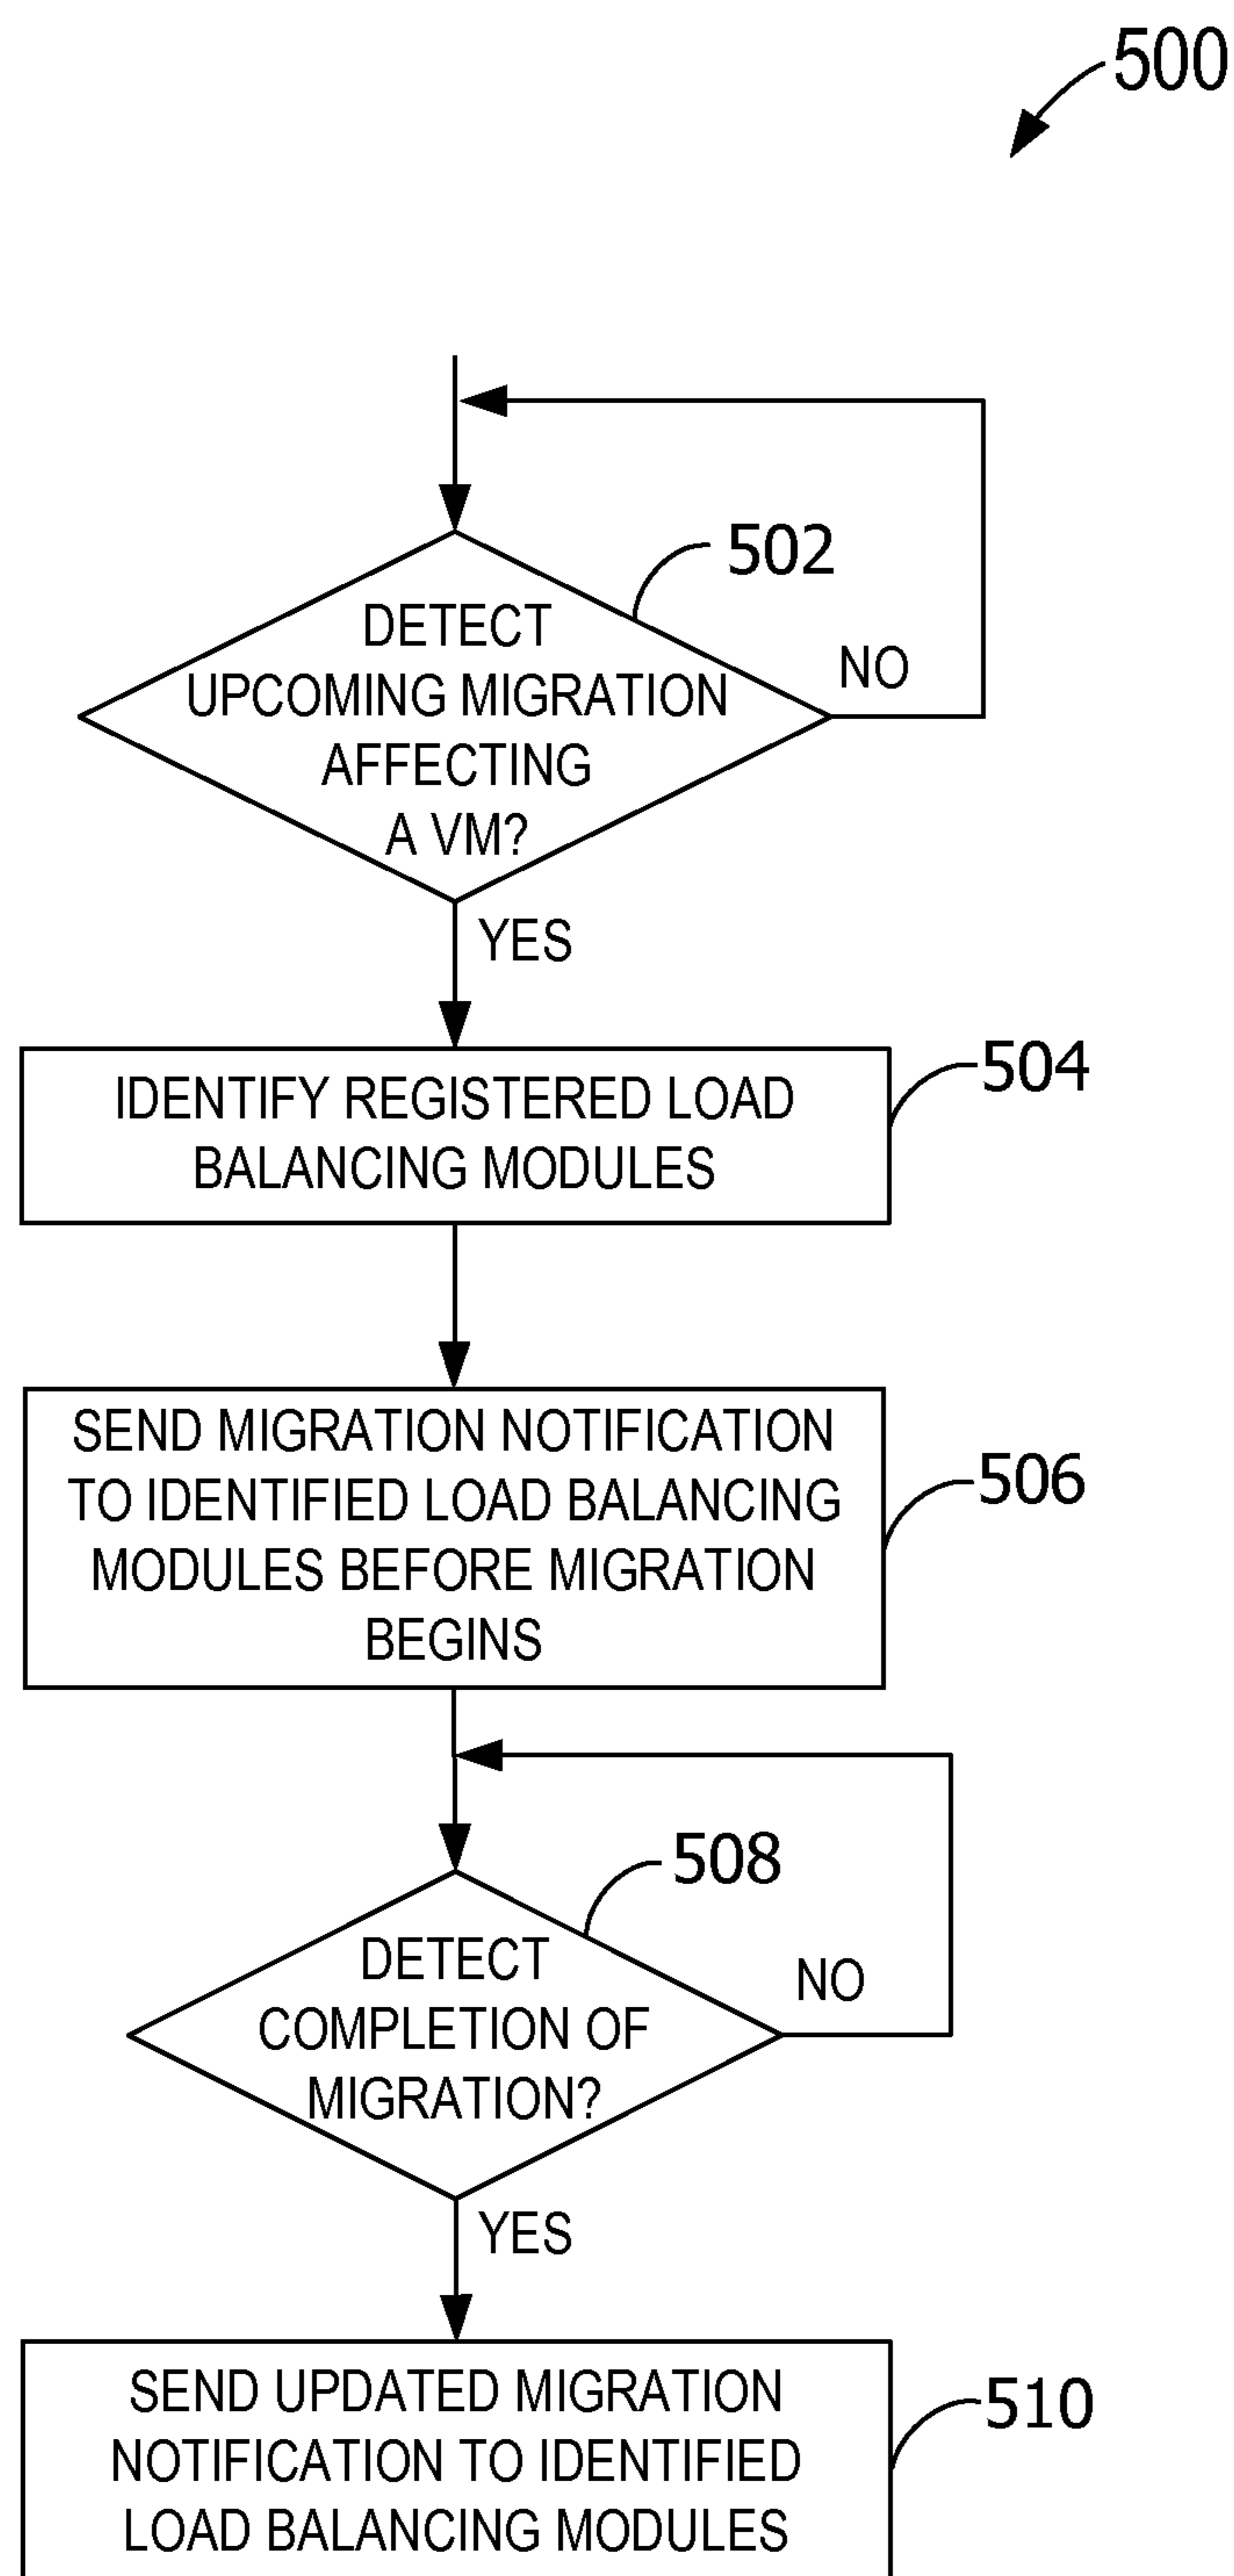 500
502
DETECT
UPCOMING MIGRATION
AFFECTING
A VM?
NO
YES
504
IDENTIFY REGISTERED LOAD
BALANCING MODULES
SEND MIGRATION NOTIFICATION
TO IDENTIFIED LOAD BALANCING
MODULES BEFORE MIGRATION
BEGINS
506
508
DETECT
COMPLETION OF
MIGRATION?
NO
YES
SEND UPDATED MIGRATION
NOTIFICATION TO IDENTIFIED
LOAD BALANCING MODULES
510